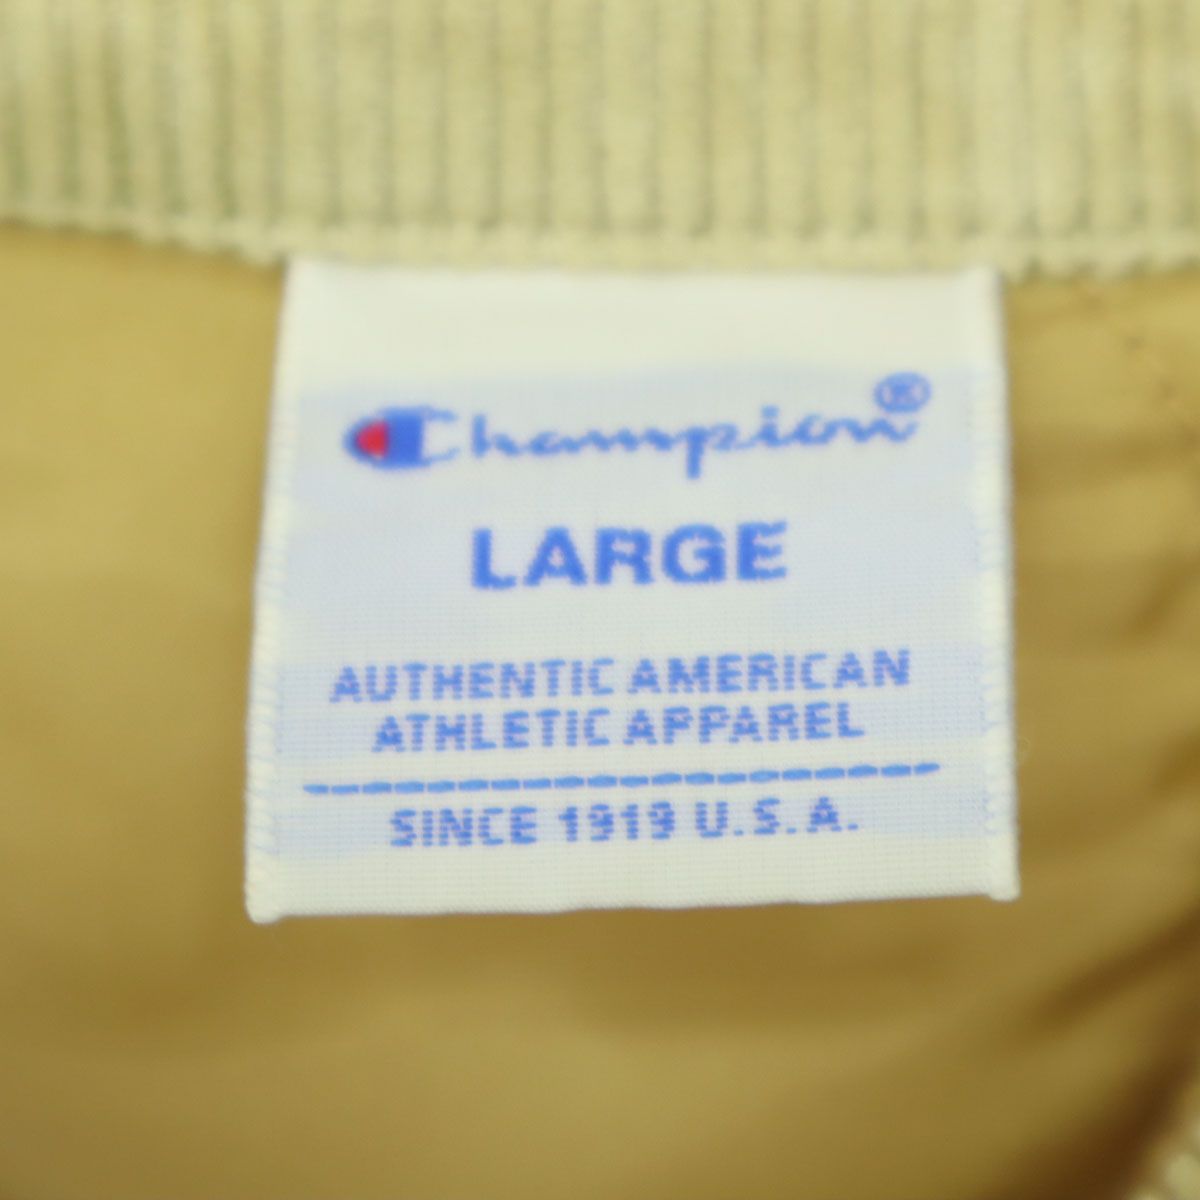 Champion®
LARGE
AUTHENTIC AMERICAN
ATHLETIC APPAREL
SINCE 1919 U.S.A.